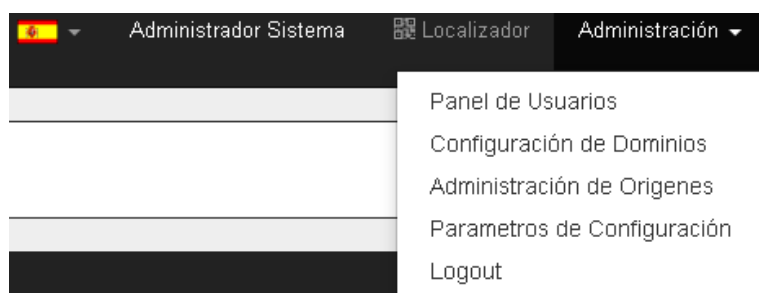 Administrador Sistema Localizador Administración
Panel de Usuarios
Configuración de Dominios
Administración de Origenes
Parametros de Configuración
Logout